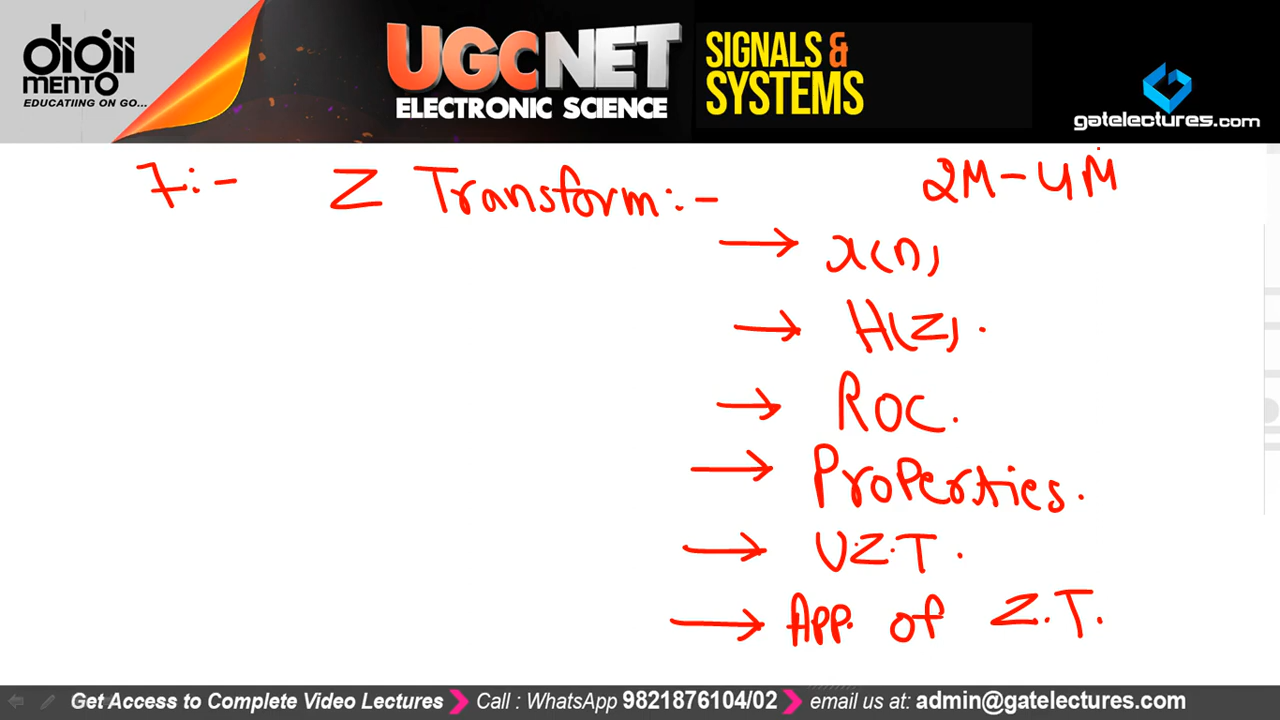 digii
mento
EDUCATIING ON GO...
UGCNET
ELECTRONIC SCIENCE
SIGNALS &
SYSTEMS
gatelectures.com
7:- Z Transform:- 2M-4M
→ x(n)
→ H(Z).
→ ROC.
→ Properties.
→ U.Z.T.
→ App. of Z.T.
Get Access to Complete Video Lectures Call : WhatsApp 9821876104/02 email us at: admin@gatelectures.com